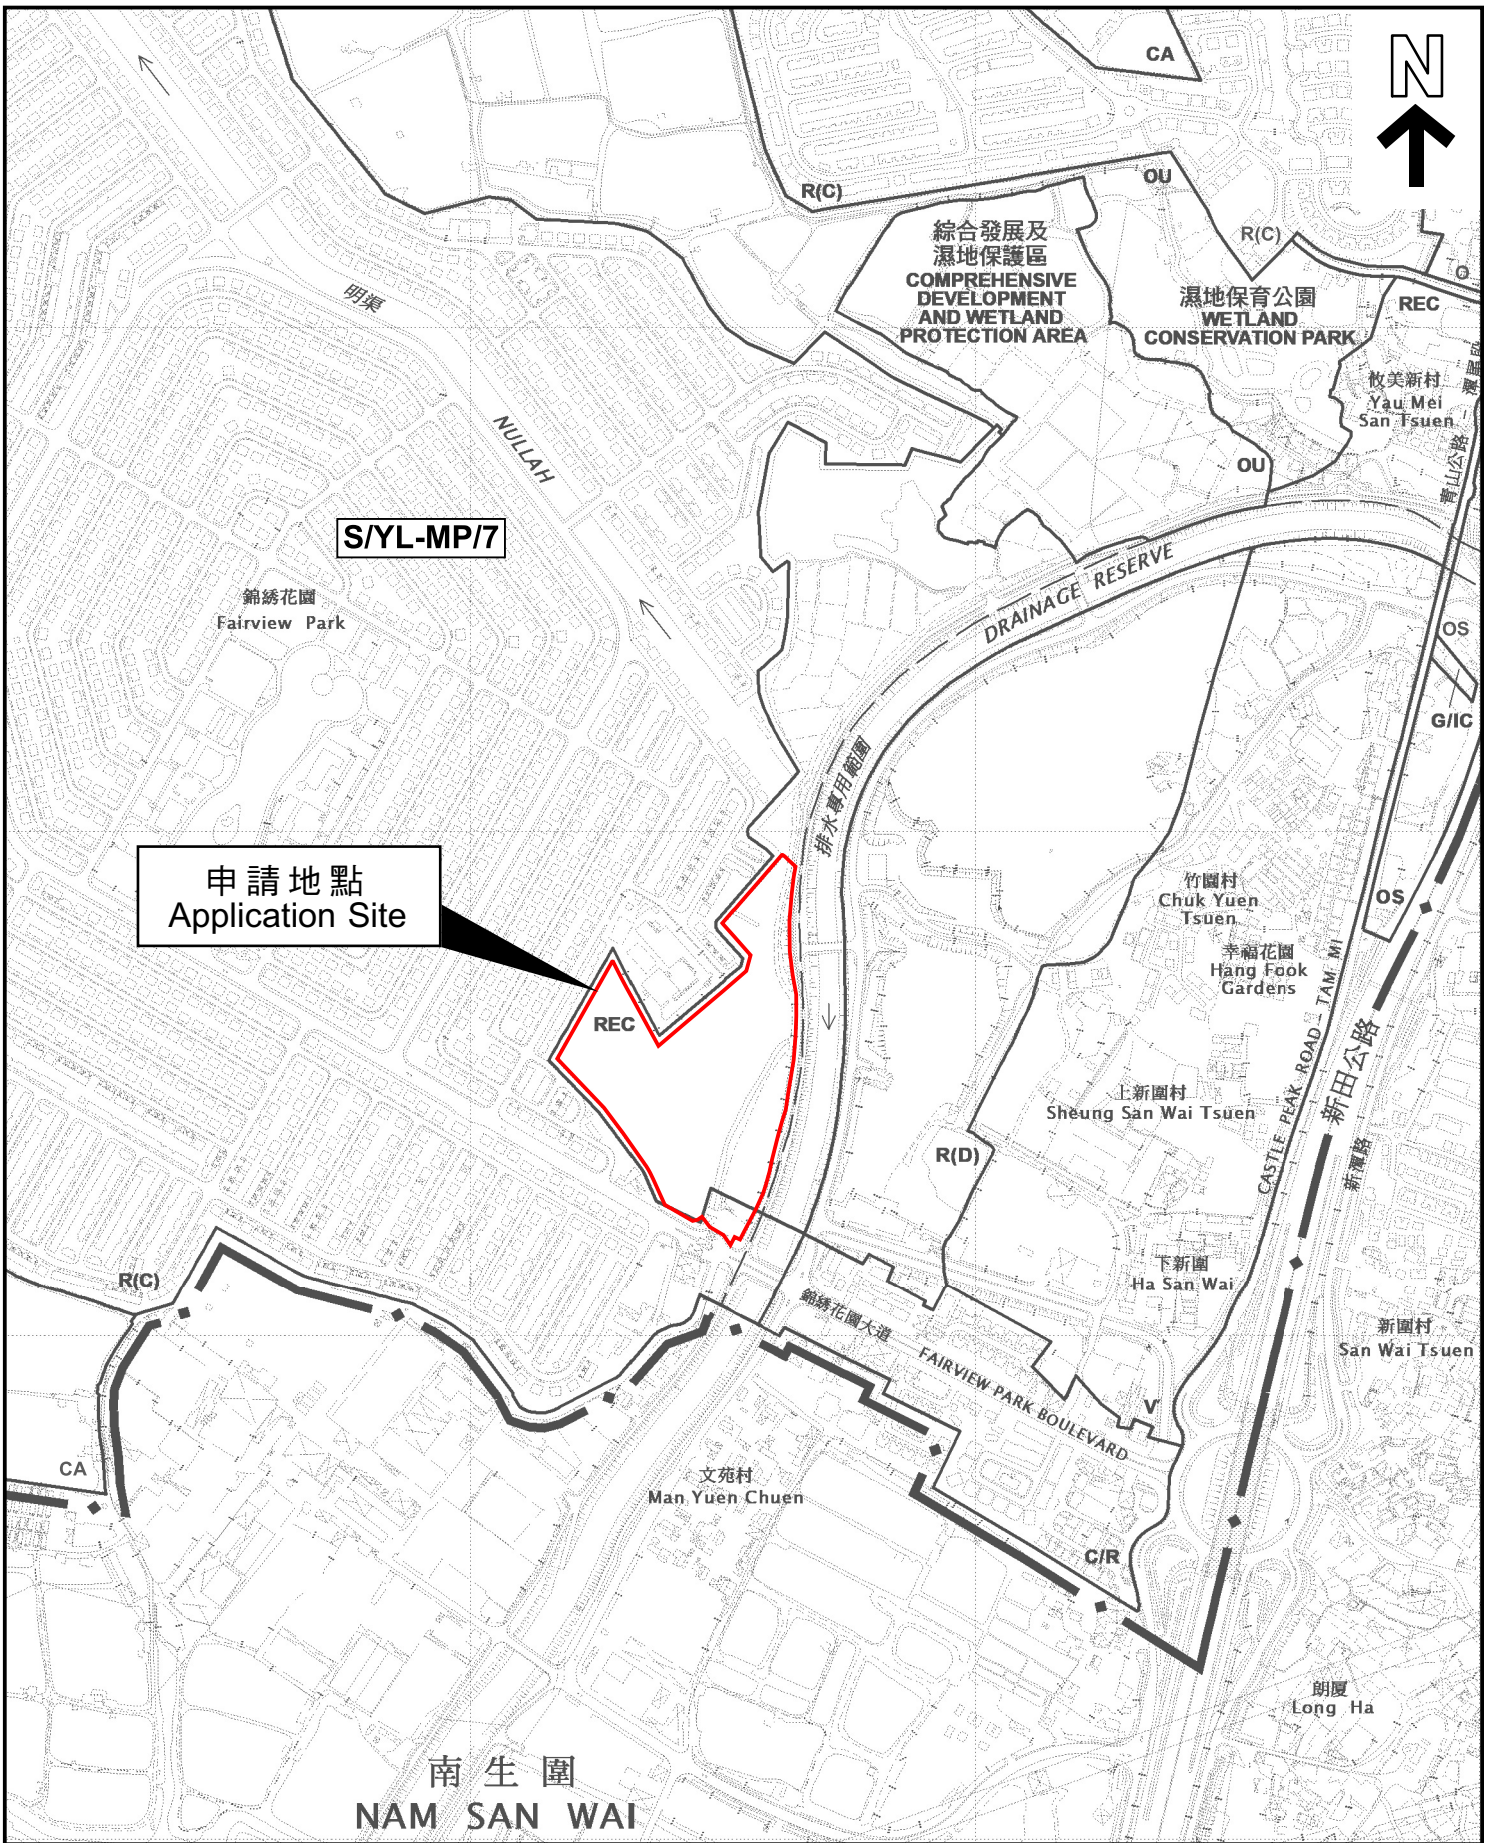 CA
N
R(C)
OU
R(C)
綜合發展及
濕地保護區
COMPREHENSIVE
DEVELOPMENT
AND WETLAND
PROTECTION AREA
濕地保育公園
WETLAND
CONSERVATION PARK
O
REC
明渠
NULLAH
攸美新村
Yau Mei
San Tsuen
青山公路
OU
S/YL-MP/7
錦綉花園
Fairview Park
DRAINAGE RESERVE
排水專用範圍
OS
G/IC
申請地點
Application Site
竹園村
Chuk Yuen
Tsuen
OS
幸福花園
Hang Fook
Gardens
REC
CASTLE PEAK ROAD - TAM MI
新田公路
上新圍村
Sheung San Wai Tsuen
新潭路
R(D)
下新圍
Ha San Wai
R(C)
錦綉花園大道
FAIRVIEW PARK BOULEVARD
新圍村
San Wai Tsuen
V
CA
文苑村
Man Yuen Chuen
C/R
朗厦
Long Ha
南生圍
NAM SAN WAI